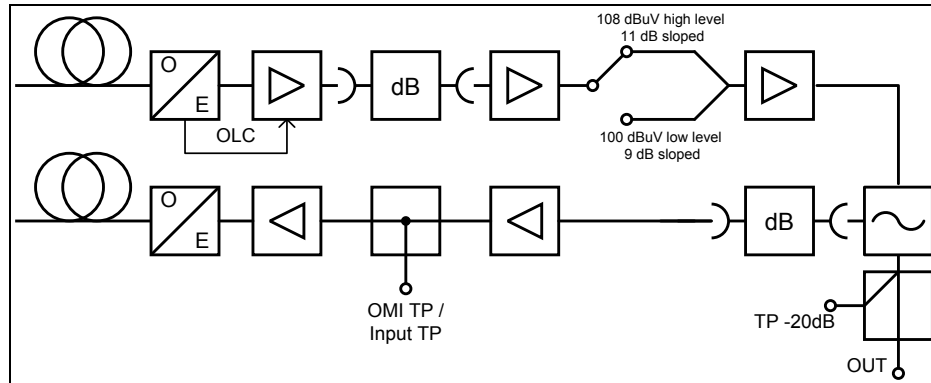 108 dBuV high level
11 dB sloped
O
E
dB
OLC
100 dBuV low level
9 dB sloped
O
E
dB
OMI TP /
Input TP
TP -20dB
OUT